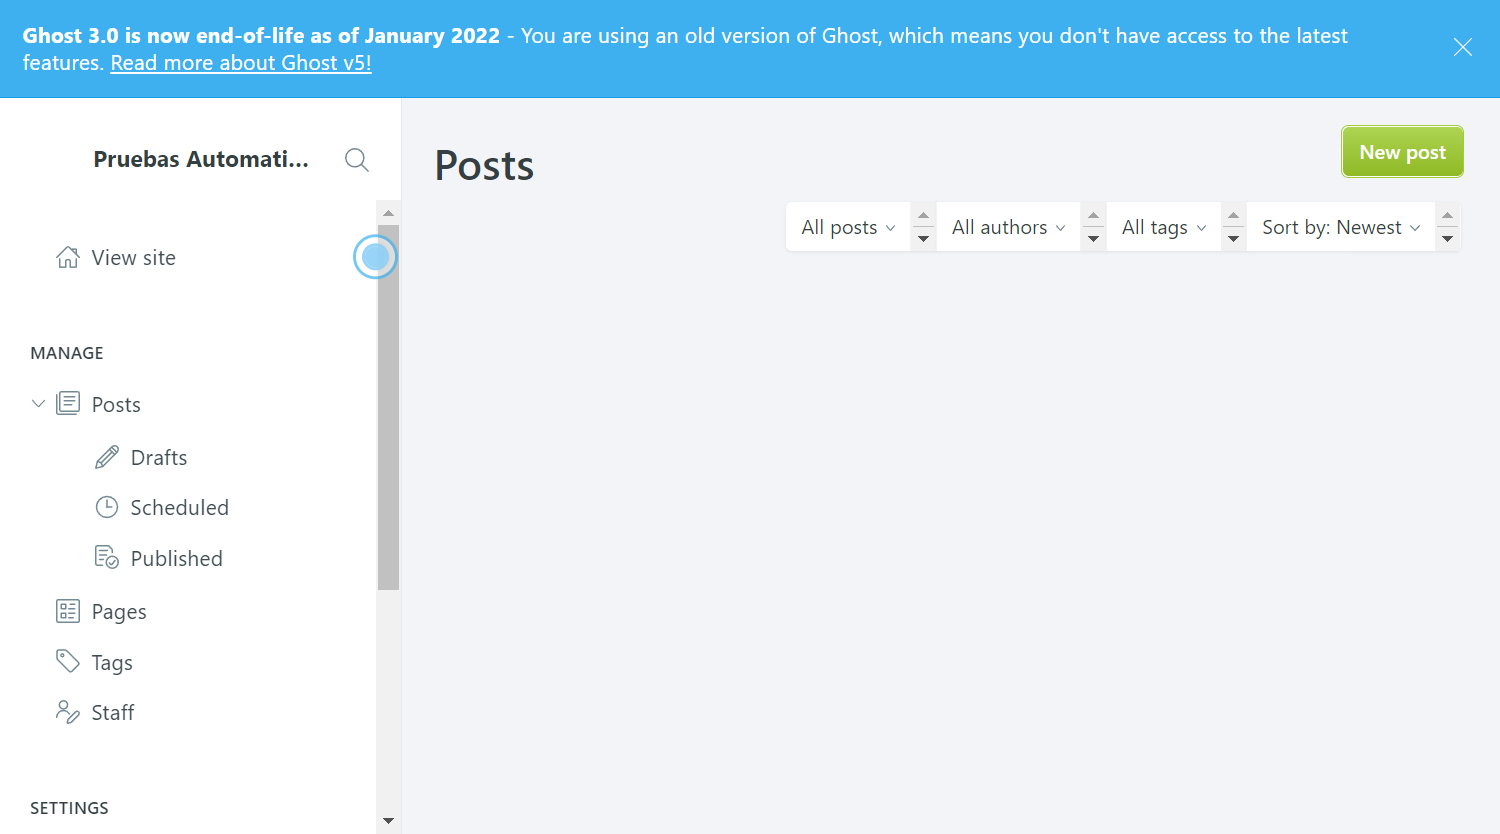 Ghost 3.0 is now end-of-life as of January 2022 - You are using an old version of Ghost, which means you don't have access to the latest
features. Read more about Ghost v5!
Pruebas Automati...
Posts
New post
All posts
All authors
All tags
Sort by: Newest
View site
MANAGE
Posts
Drafts
Scheduled
Published
Pages
Tags
Staff
SETTINGS